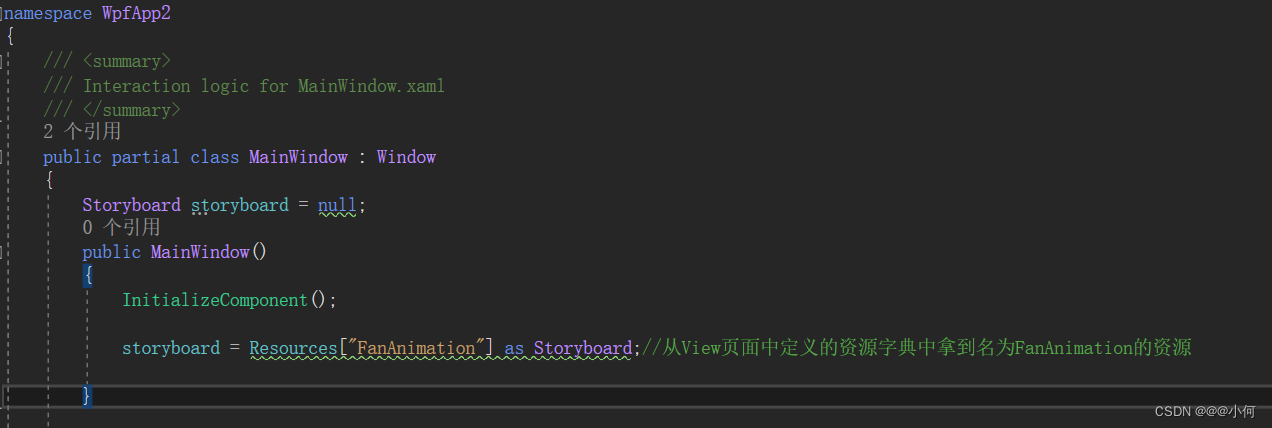 namespace WpfApp2
{
/// <summary>
/// Interaction logic for MainWindow.xaml
/// </summary>
2 个引用
public partial class MainWindow : Window
{
Storyboard storyboard = null;
0 个引用
public MainWindow()
{
InitializeComponent();
storyboard = Resources["FanAnimation"] as Storyboard;//从View页面中定义的资源字典中拿到名为FanAnimation的资源
}
CSDN @@@小何